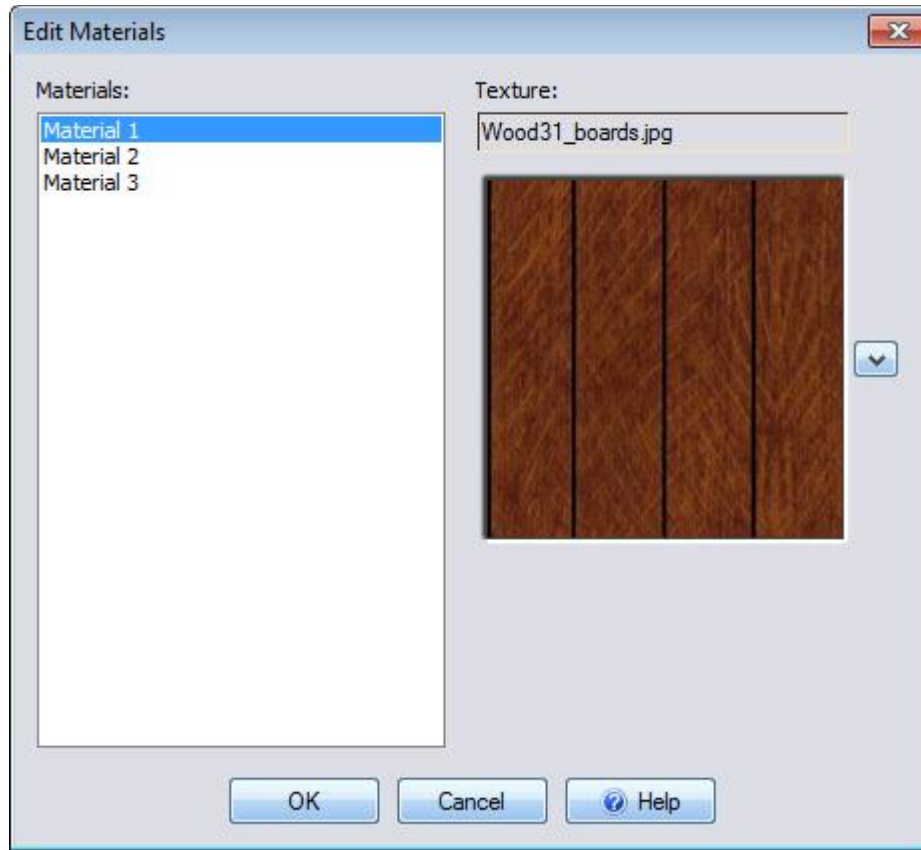 Edit Materials
Materials:
Material 1
Material 2
Material 3
Texture:
Wood31_boards.jpg
OK
Cancel
Help